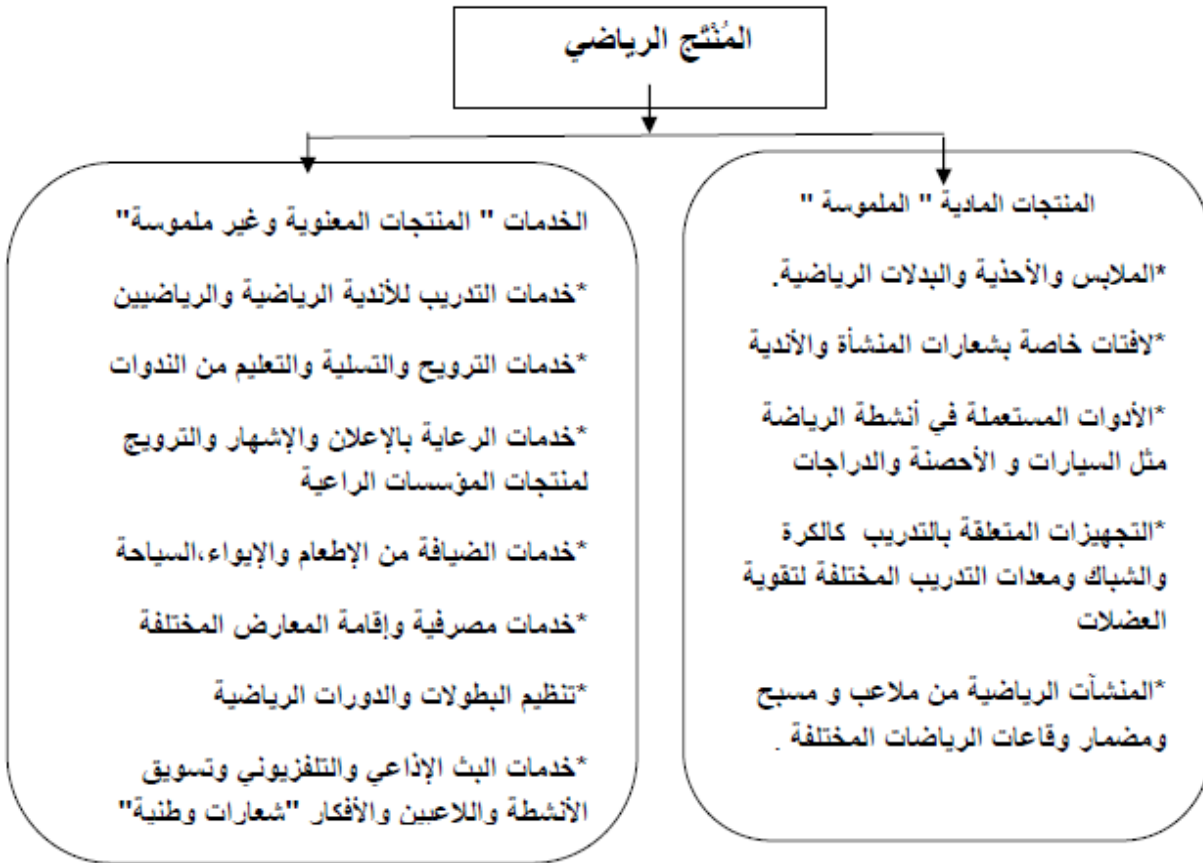 المُنْتَج الرياضي
المنتجات المادية " الملموسة "
*الملابس والأحذية والبدلات الرياضية.
*لافتات خاصة بشعارات المنشأة والأندية
*الأدوات المستعملة في أنشطة الرياضة
مثل السيارات و الأحصنة والدراجات
*التجهيزات المتعلقة بالتدريب كالكرة
والشباك ومعدات التدريب المختلفة لتقوية
العضلات
*المنشآت الرياضية من ملاعب و مسبح
ومضمار وقاعات الرياضات المختلفة .
الخدمات " المنتجات المعنوية وغير ملموسة"
*خدمات التدريب للأندية الرياضية والرياضيين
*خدمات الترويح والتسلية والتعليم من الندوات
*خدمات الرعاية بالإعلان والإشهار والترويج
لمنتجات المؤسسات الراعية
*خدمات الضيافة من الإطعام والإيواء،السياحة
*خدمات مصرفية وإقامة المعارض المختلفة
*تنظيم البطولات والدورات الرياضية
*خدمات البث الإذاعي والتلفزيوني وتسويق
الأنشطة واللاعبين والأفكار "شعارات وطنية"